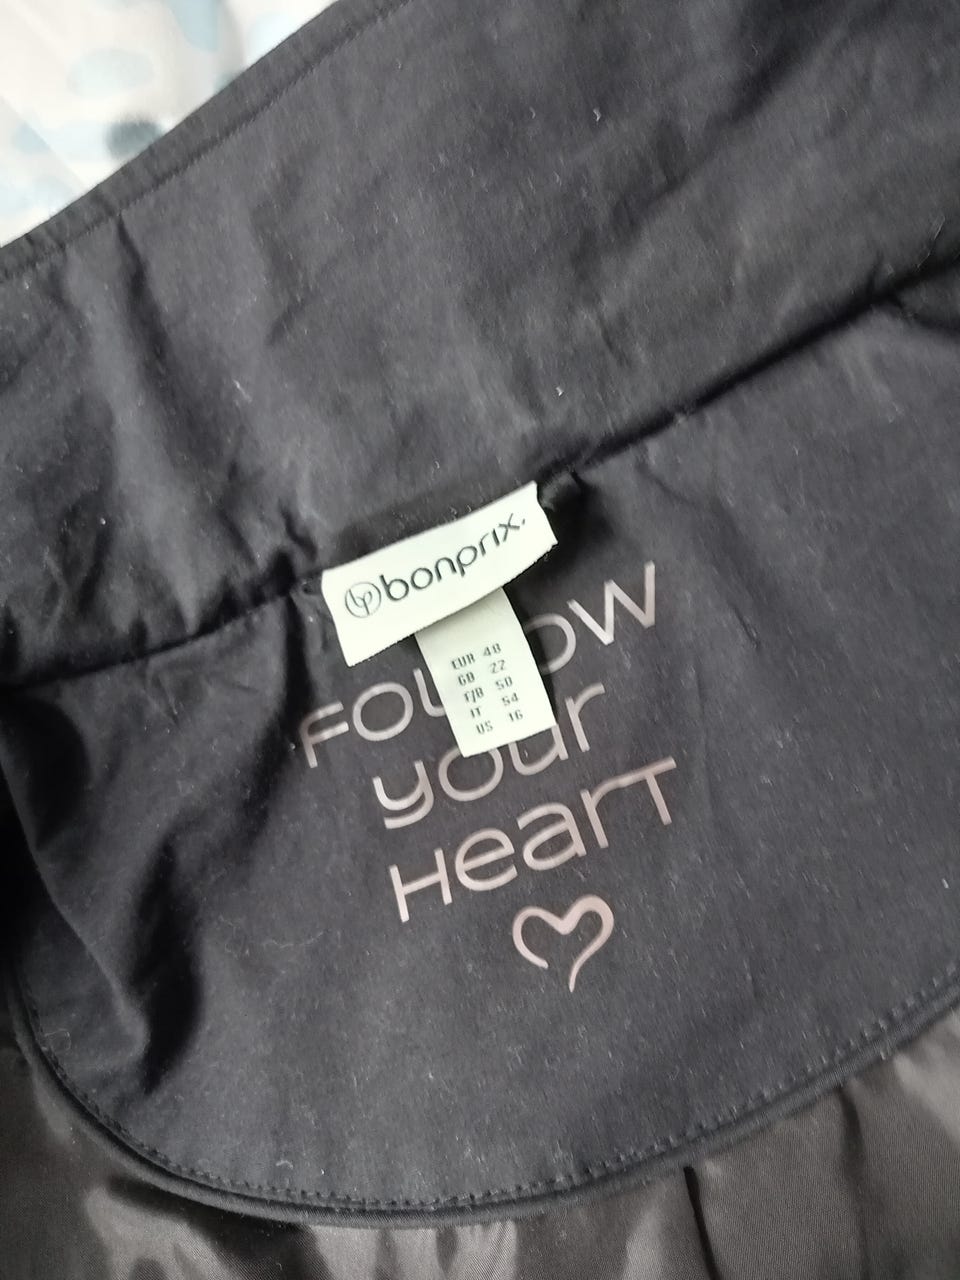 bonprix.
EUR 48
GB 22
F/B 50
IT 54
US 16
FOLLOW
your
Heart